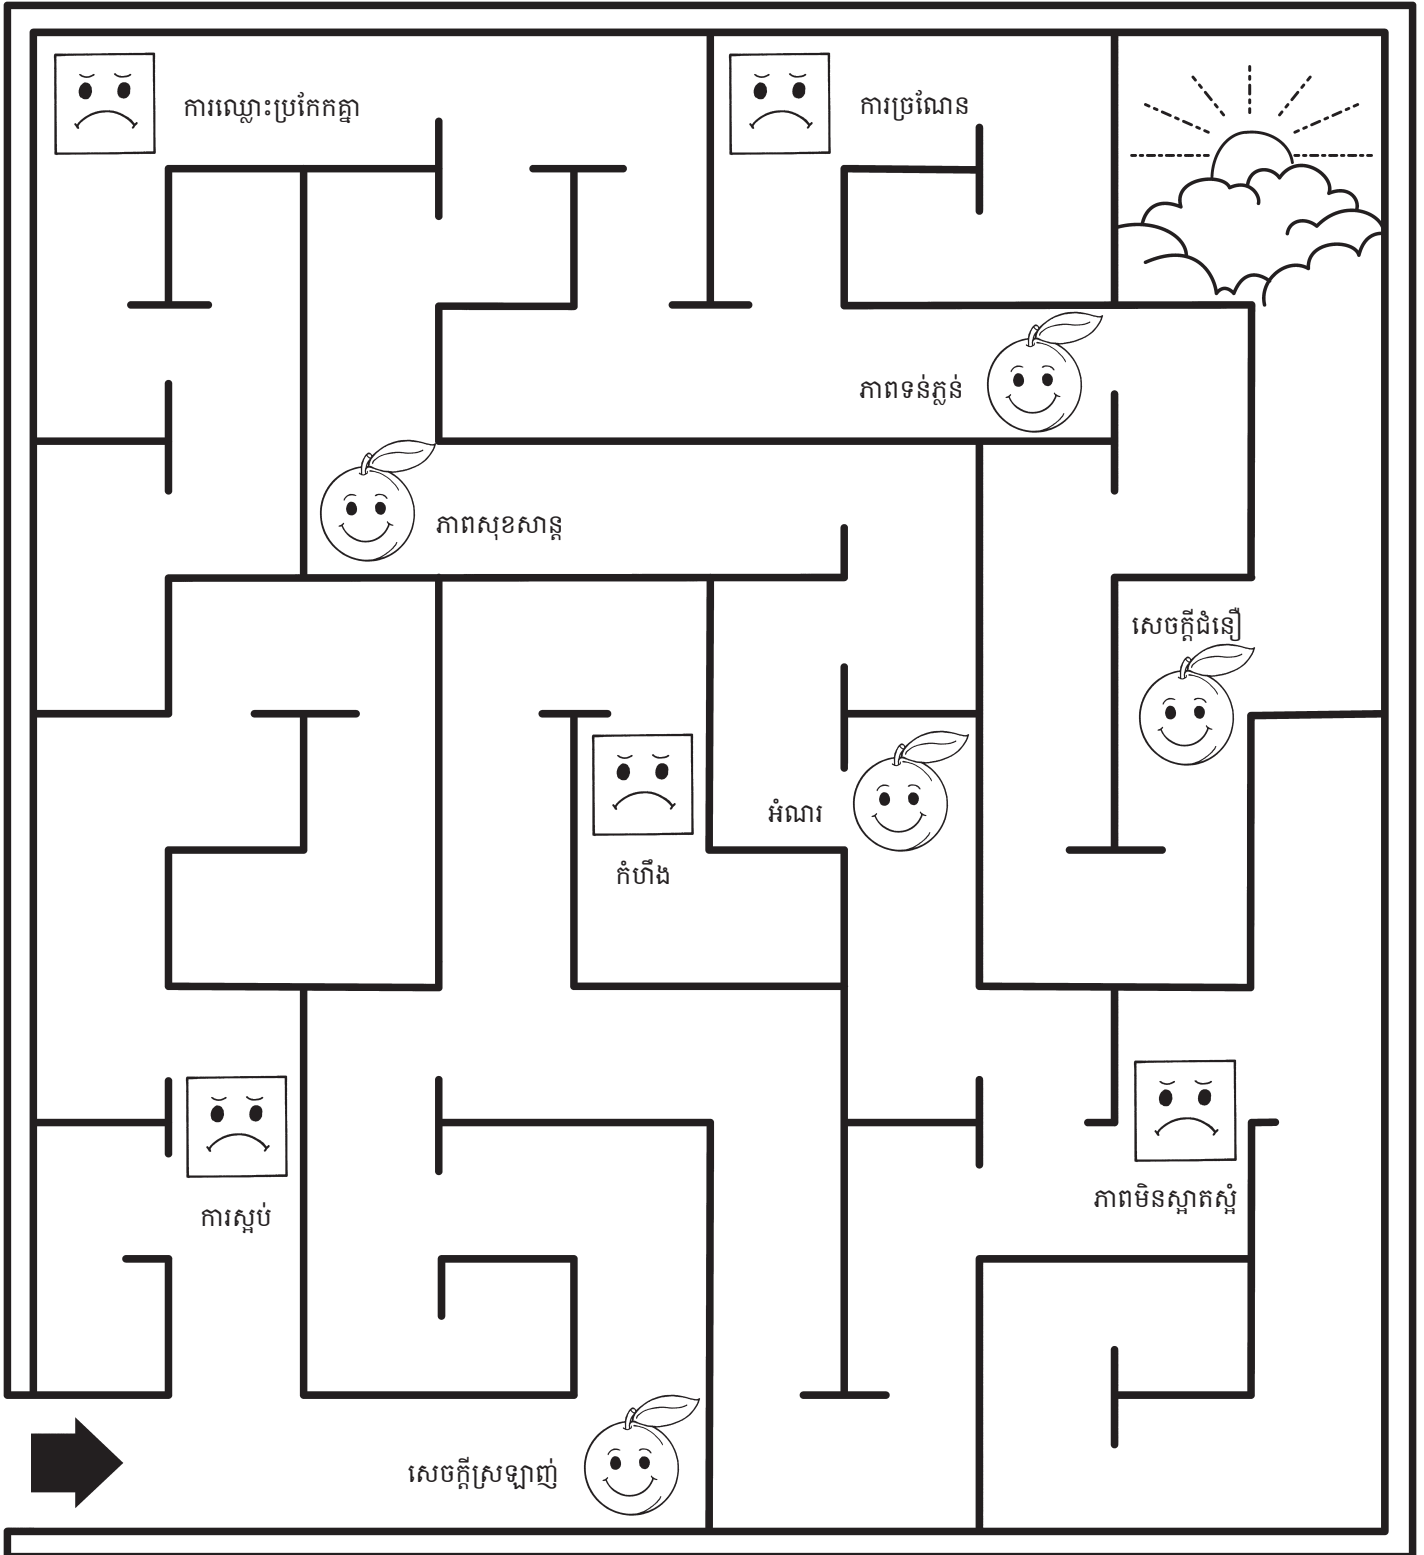 ការឈ្លោះប្រកែកគ្នា
ការច្រណែន
ភាពទន់ភ្លន់
ភាពសុខសាន្ត
សេចក្ដីជំនឿ
អំណរ
កំហឹង
ការស្អប់
ភាពមិនស្អាតស្អំ
សេចក្ដីស្រឡាញ់